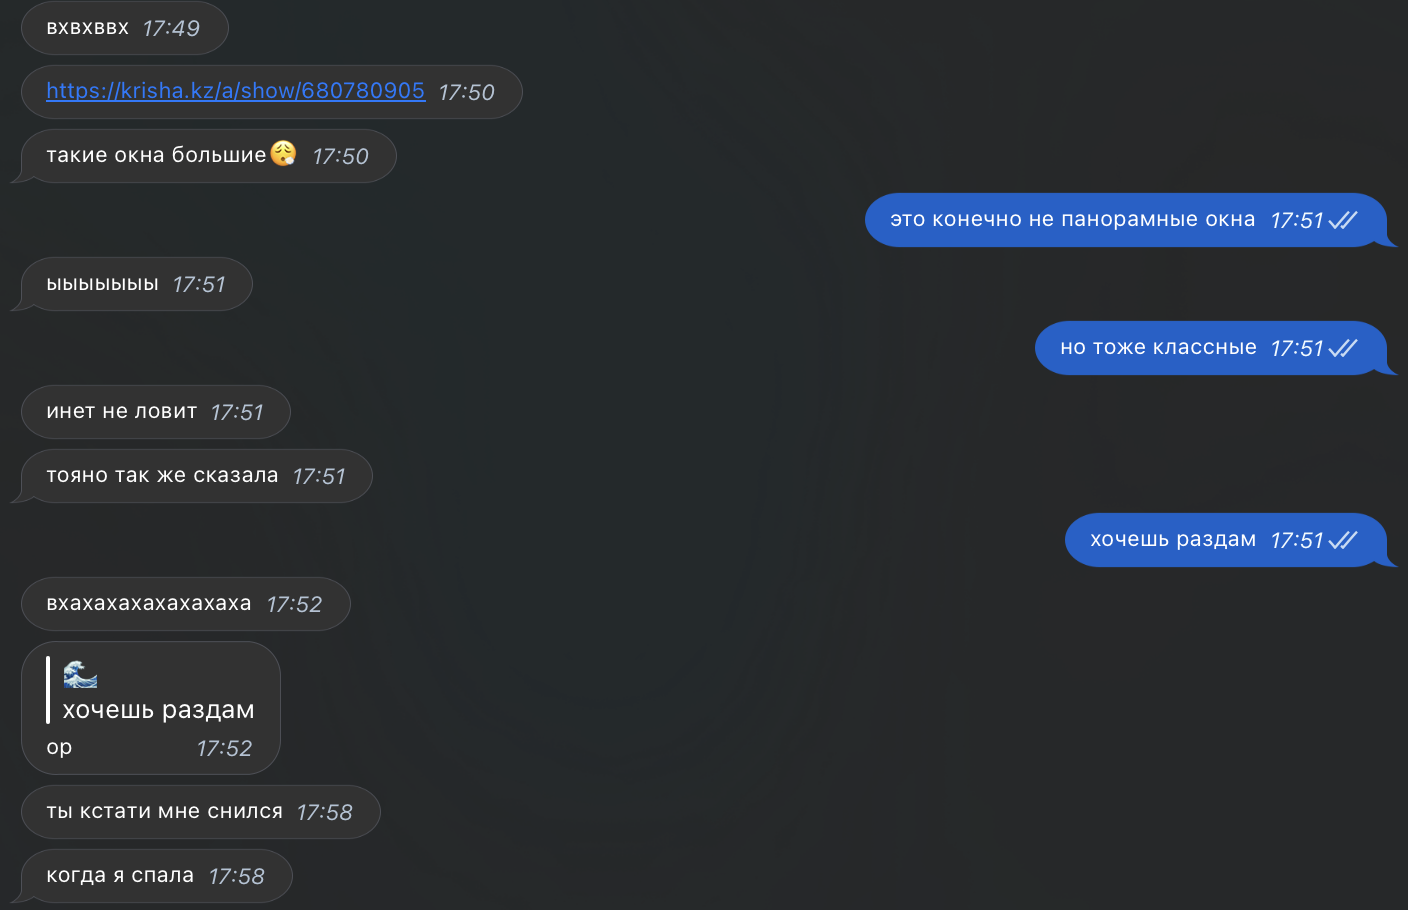 вхвхввх 17:49
https://krisha.kz/a/show/680780905 17:50
такие окна большие😮‍💨 17:50
это конечно не панорамные окна 17:51
ыыыыыыы 17:51
но тоже классные 17:51
инет не ловит 17:51
тояно так же сказала 17:51
хочешь раздам 17:51
вхахахахахахахаха 17:52
🌊
хочешь раздам
ор 17:52
ты кстати мне снился 17:58
когда я спала 17:58